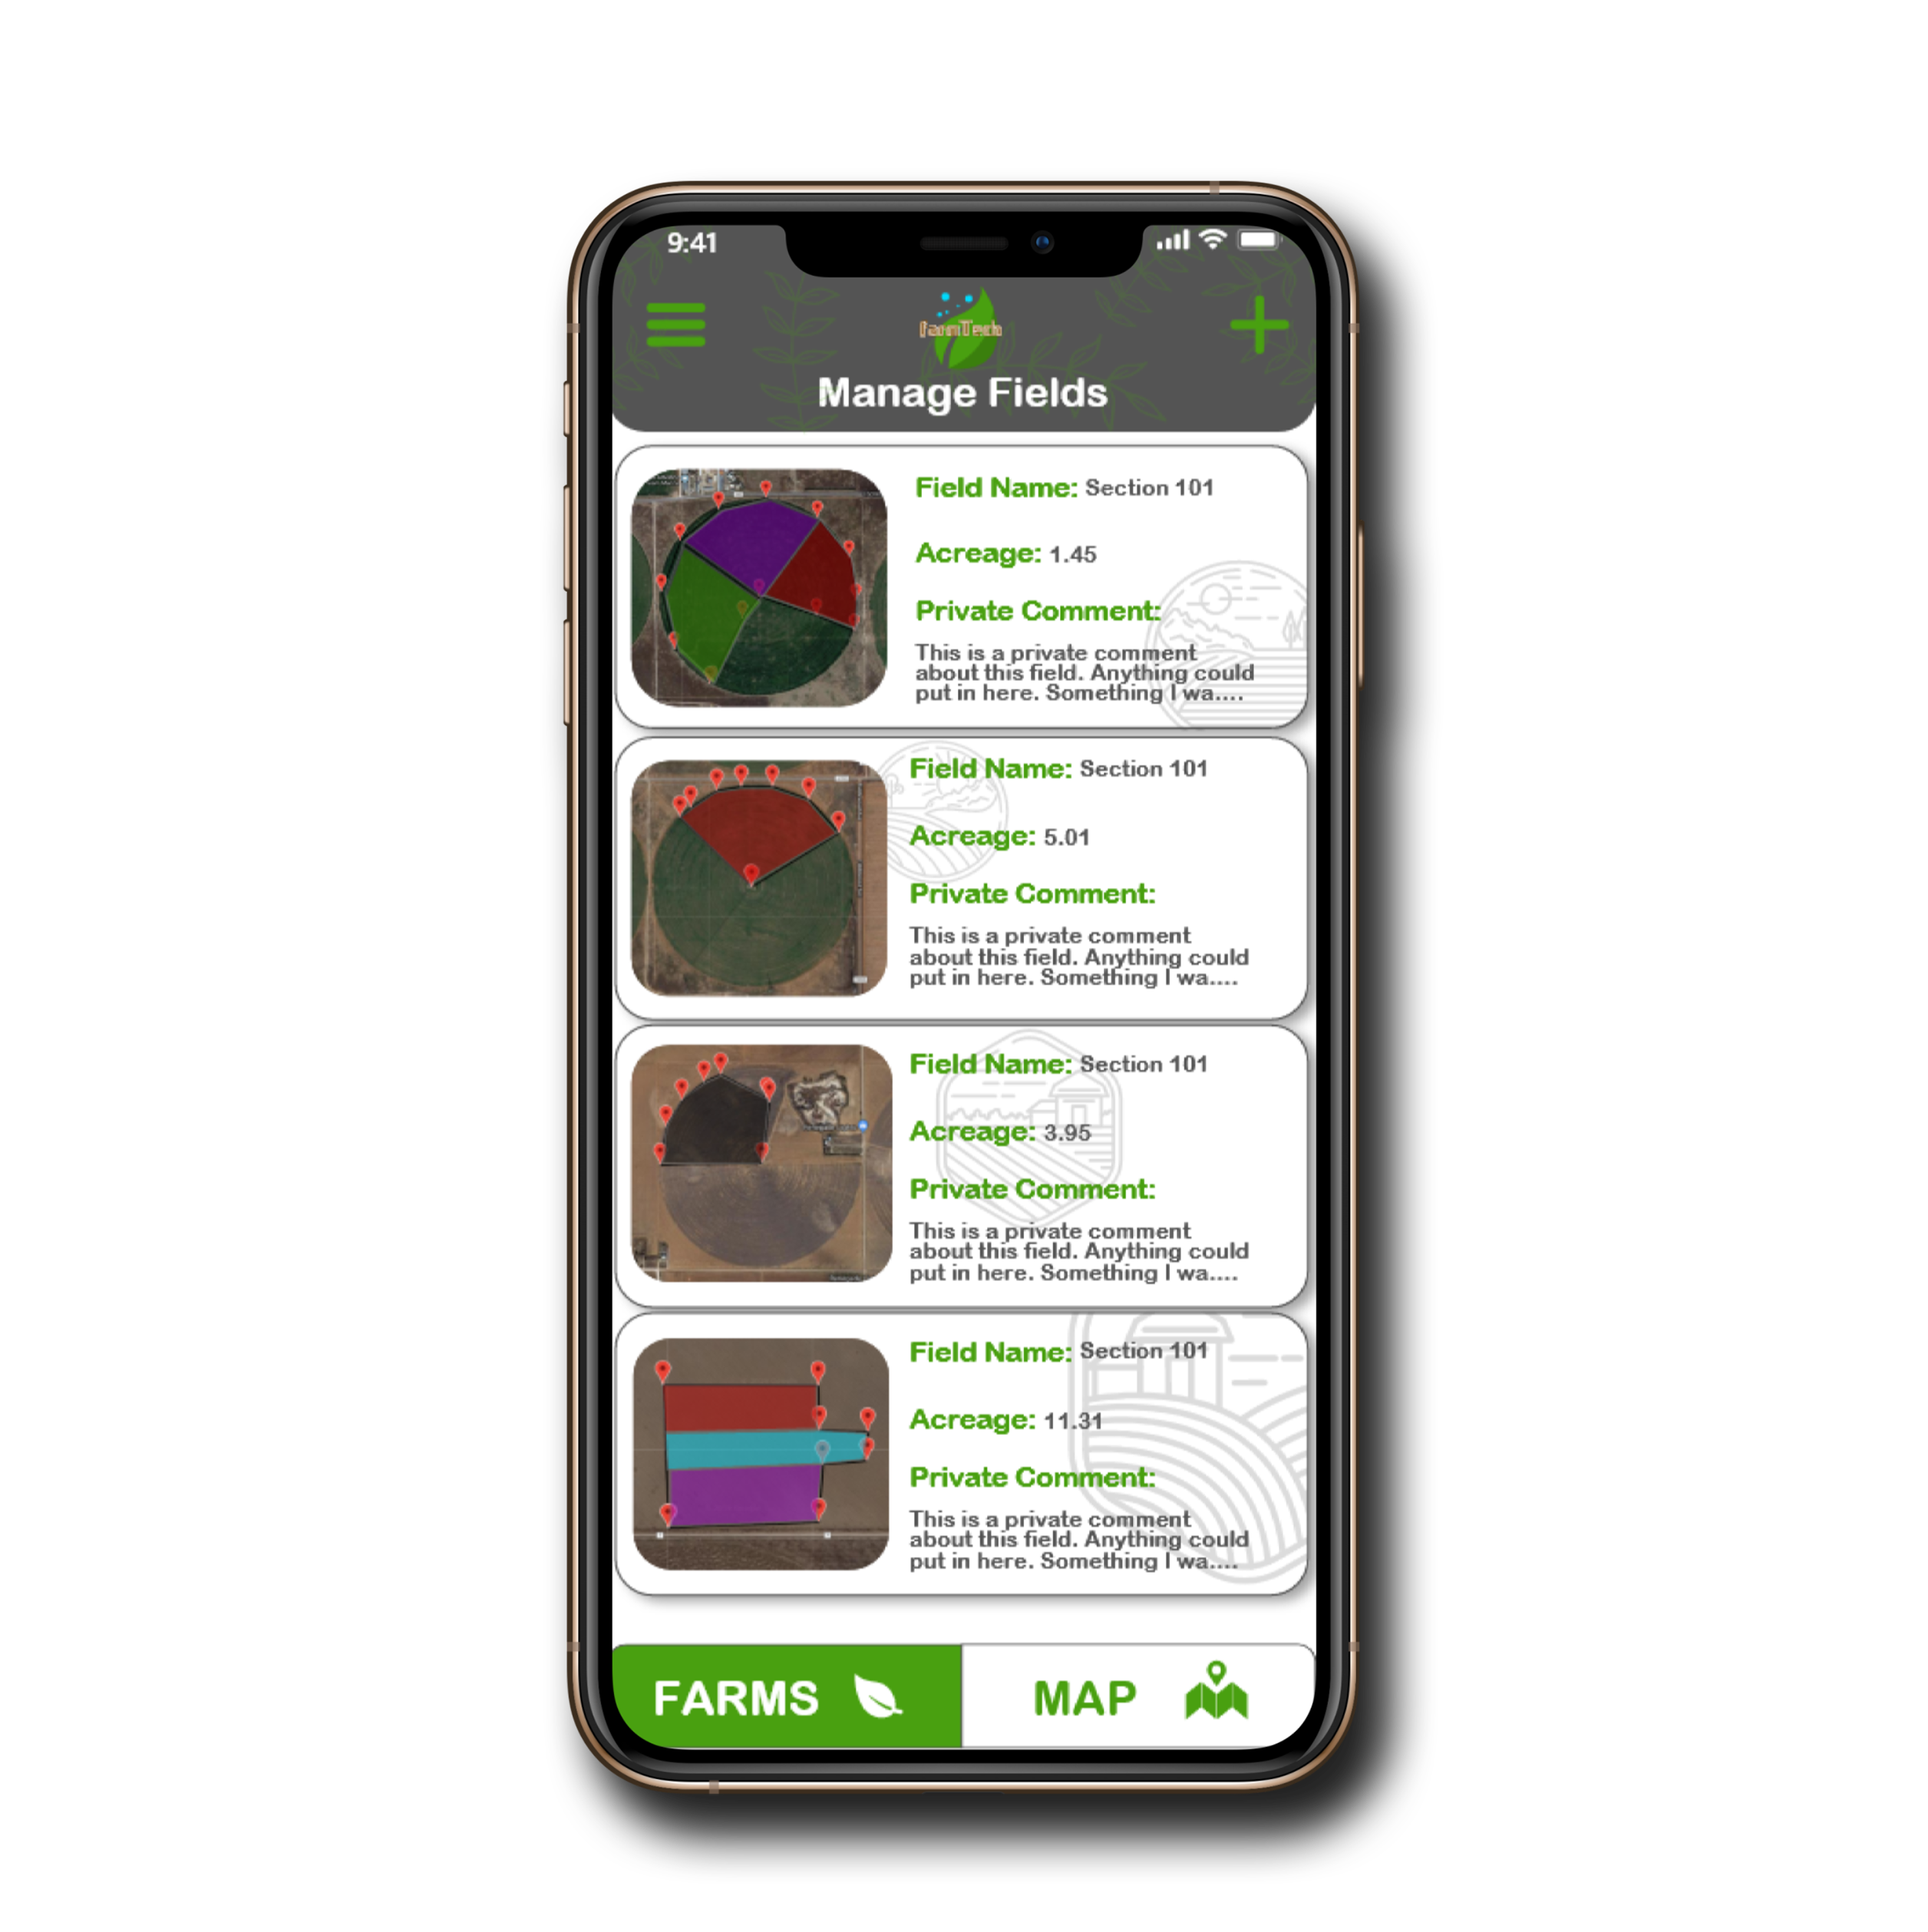 9:41
FarmTech
Manage Fields
Field Name: Section 101
Acreage: 1.45
Private Comment:
This is a private comment
about this field. Anything could
put in here. Something I wa....
Field Name: Section 101
Acreage: 5.01
Private Comment:
This is a private comment
about this field. Anything could
put in here. Something I wa....
Field Name: Section 101
Acreage: 3.95
Private Comment:
This is a private comment
about this field. Anything could
put in here. Something I wa....
Field Name: Section 101
Acreage: 11.31
Private Comment:
This is a private comment
about this field. Anything could
put in here. Something I wa....
FARMS
MAP